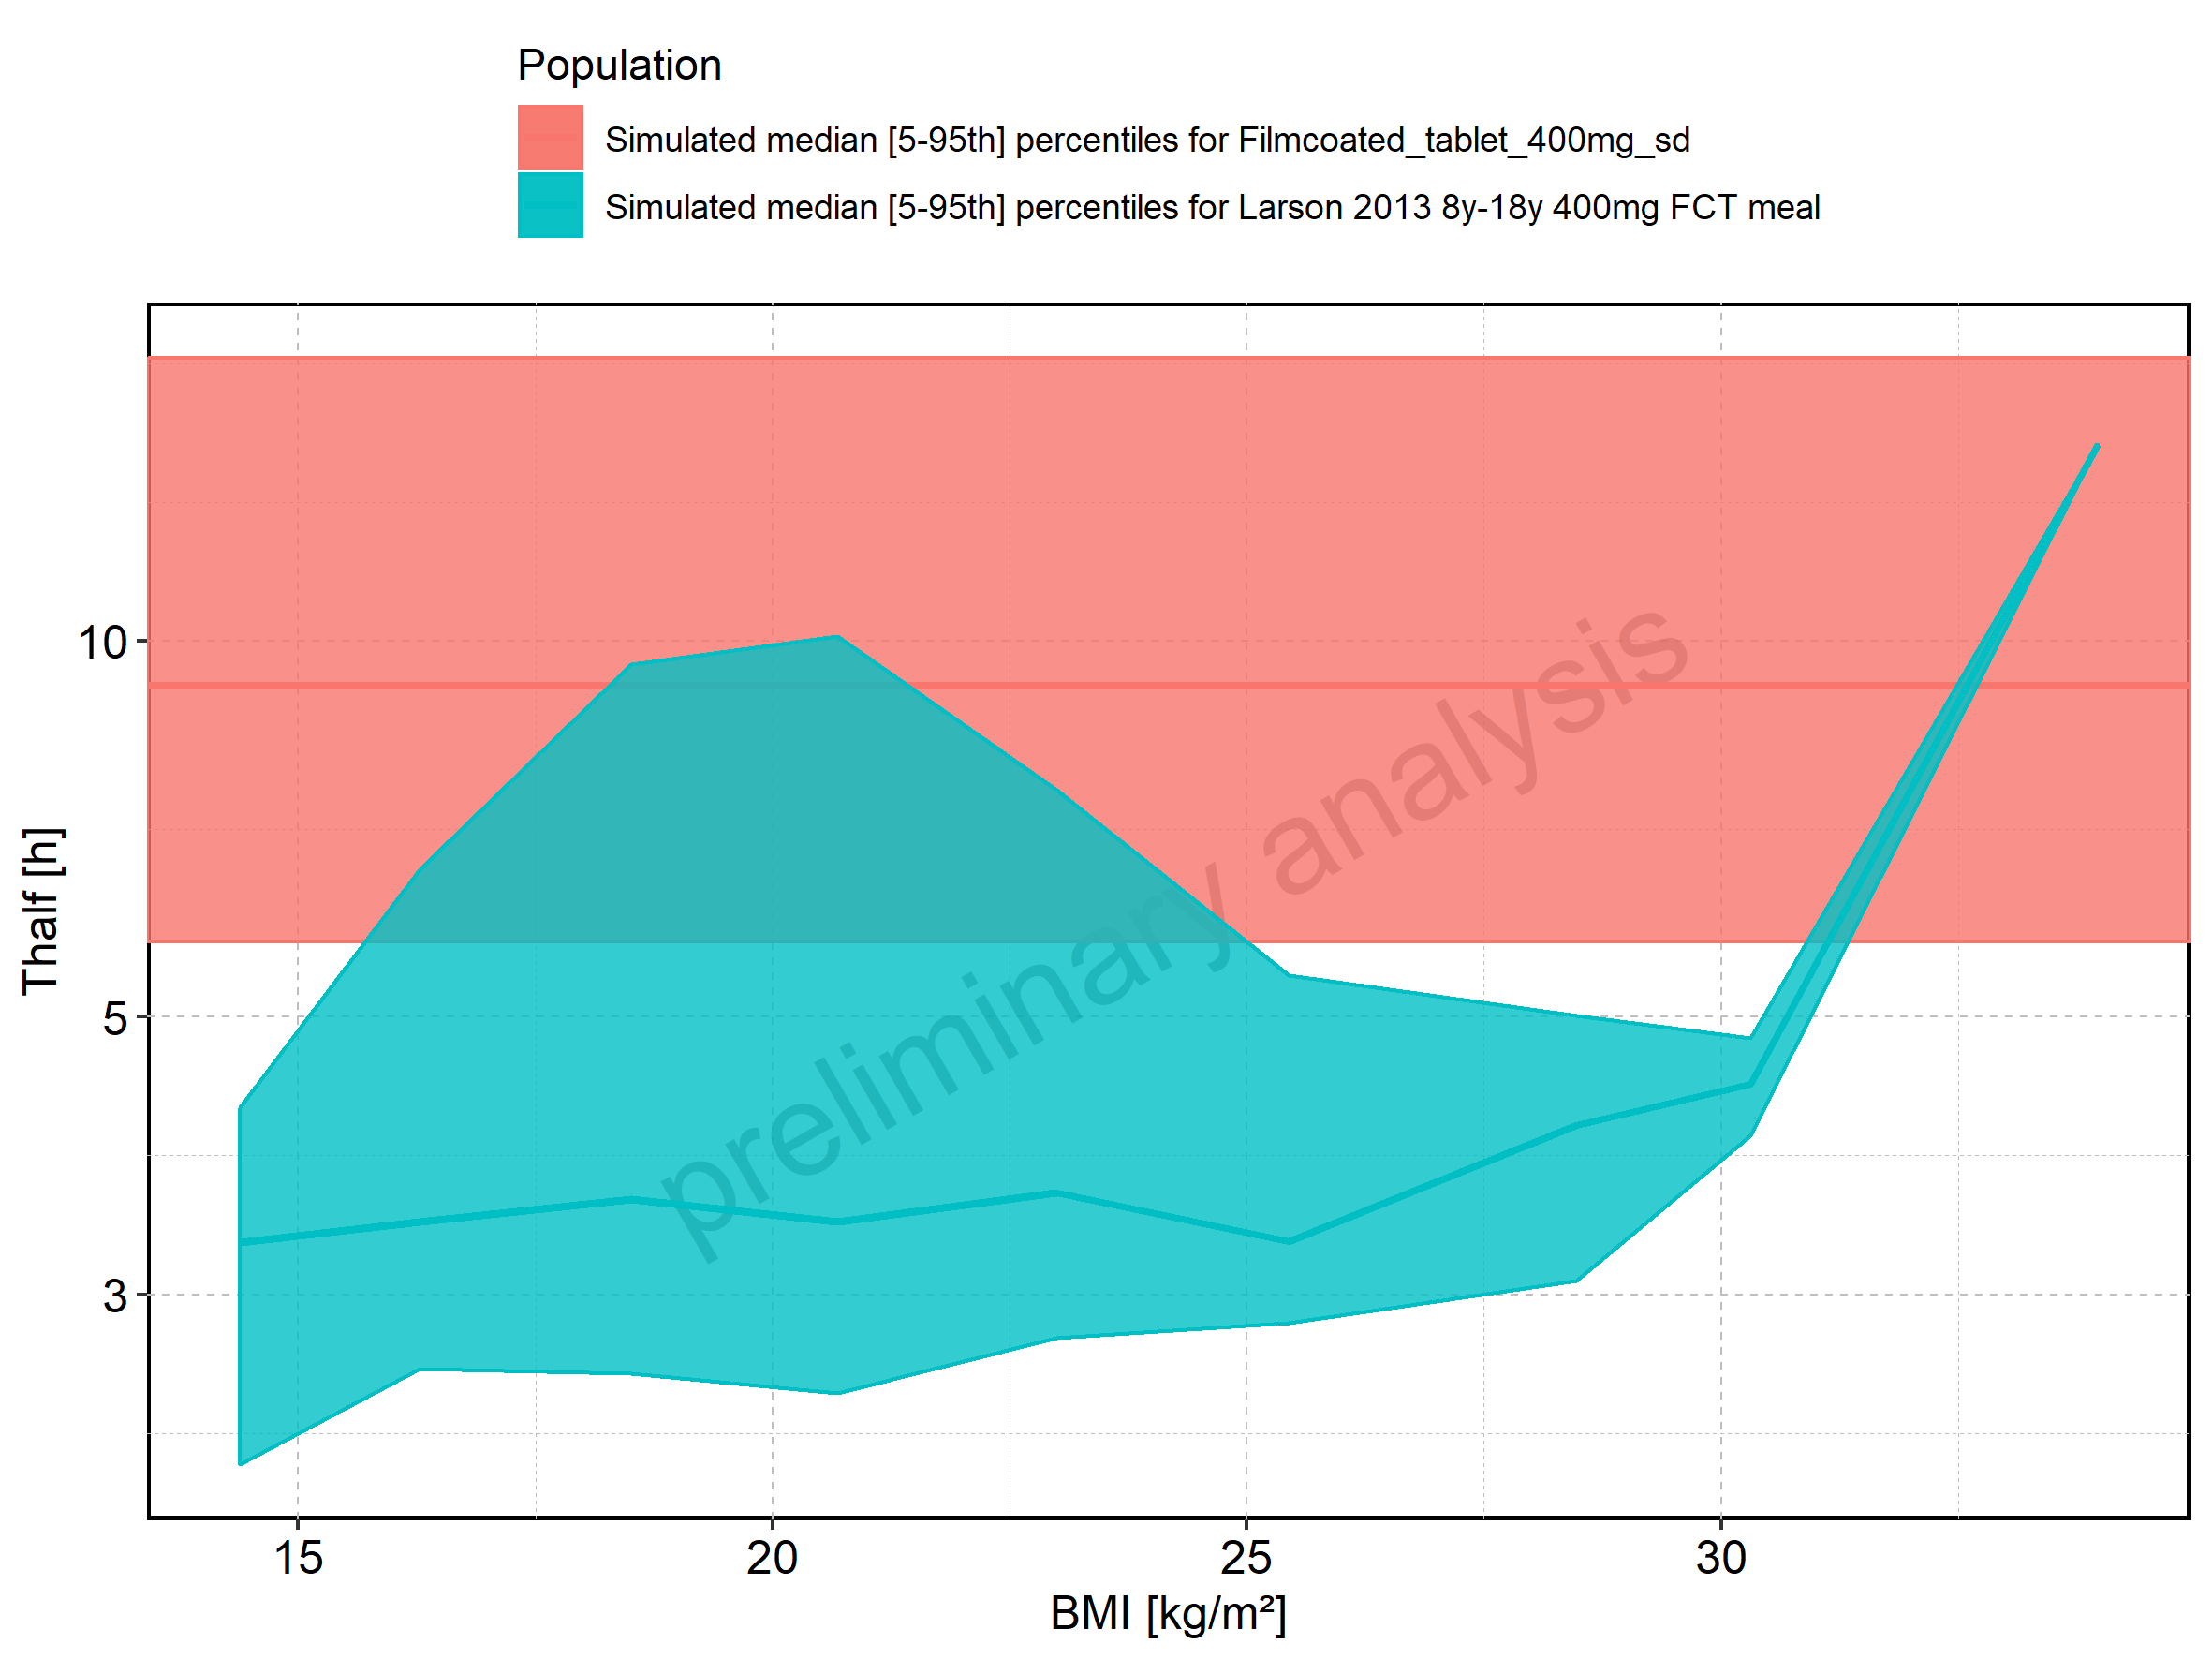 Population
Simulated median [5-95th] percentiles for Filmcoated_tablet_400mg_sd
Simulated median [5-95th] percentiles for Larson 2013 8y-18y 400mg FCT meal
10
5
3
Thalf [h]
preliminary analysis
15 20 25 30
BMI [kg/m²]